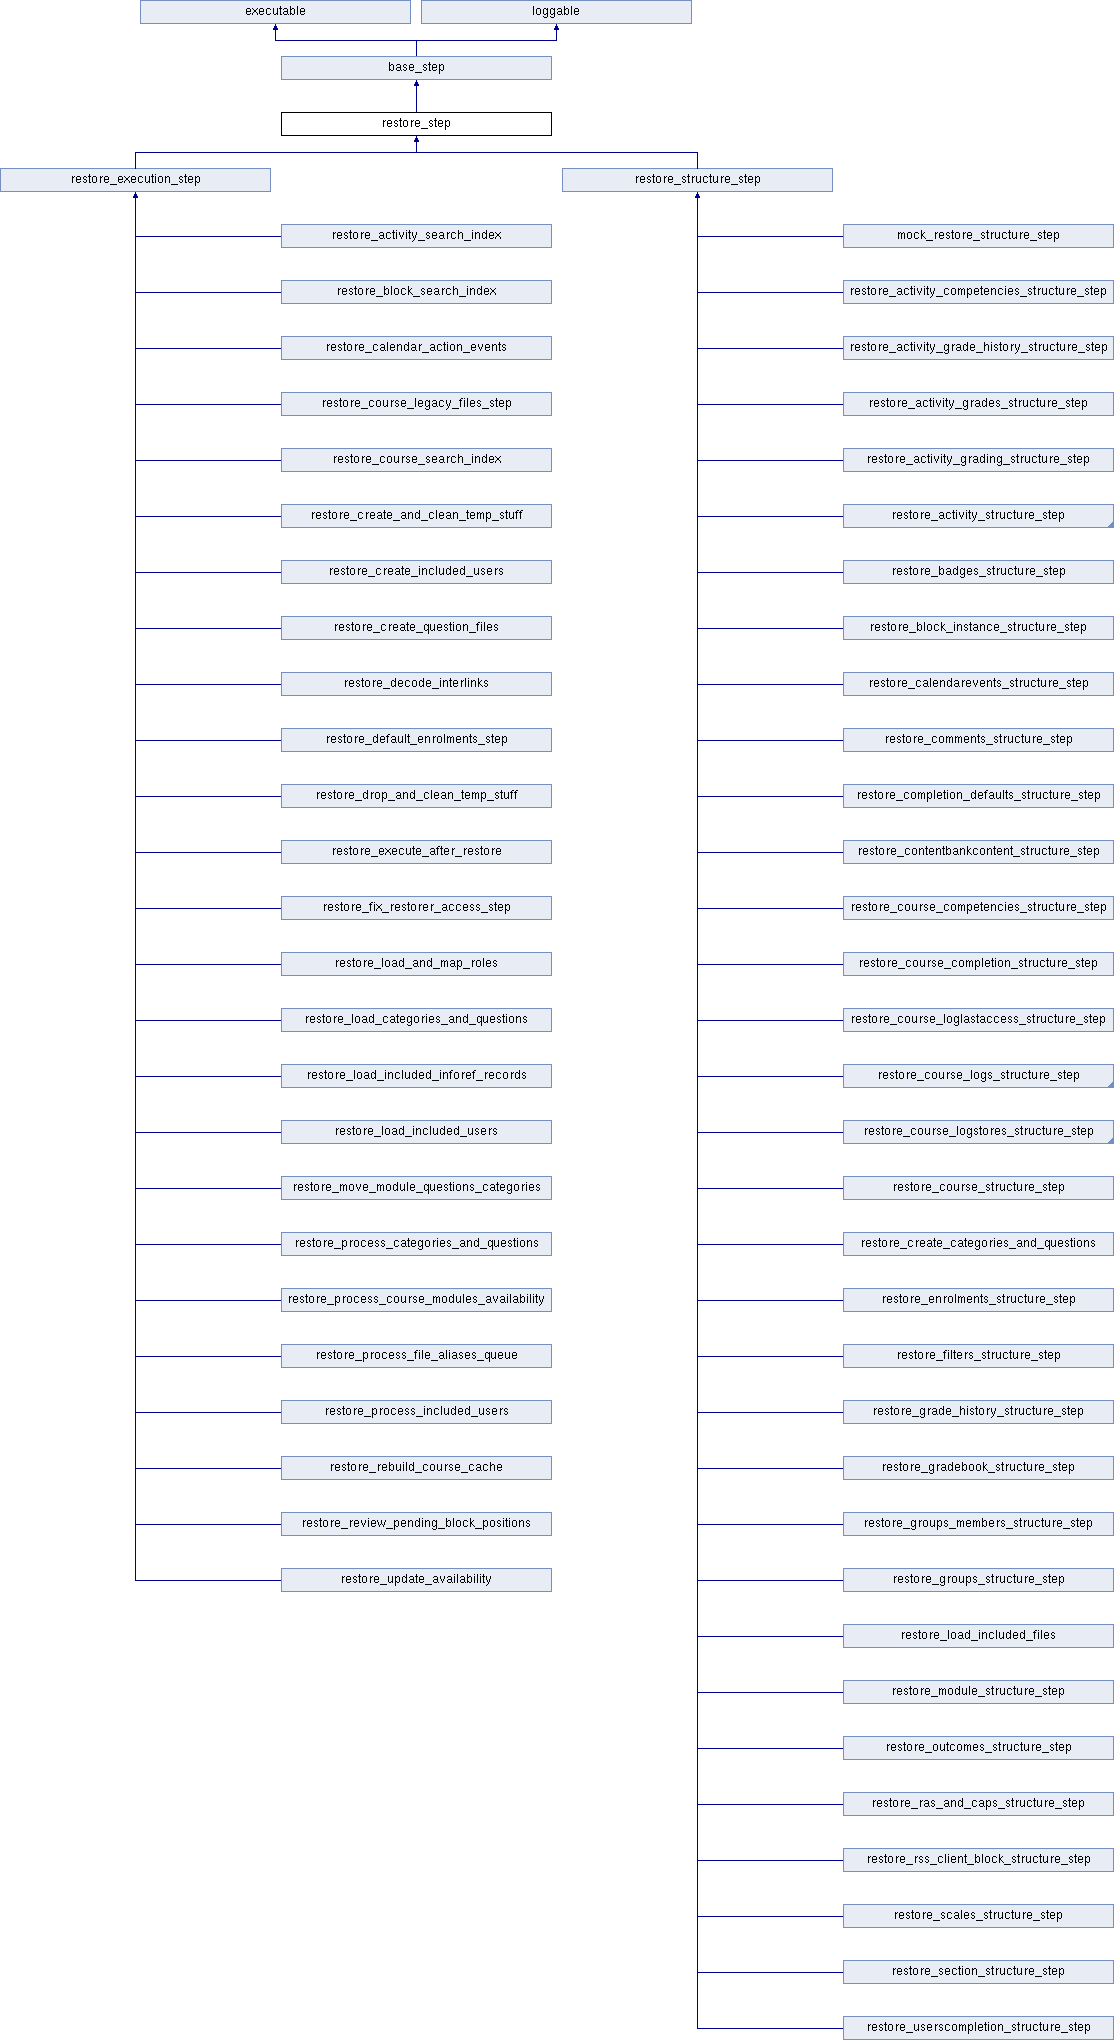 executable
loggable
base_step
restore_step
restore_execution_step
restore_structure_step
restore_activity_search_index
mock_restore_structure_step
restore_block_search_index
restore_activity_competencies_structure_step
restore_calendar_action_events
restore_activity_grade_history_structure_step
restore_course_legacy_files_step
restore_activity_grades_structure_step
restore_course_search_index
restore_activity_grading_structure_step
restore_create_and_clean_temp_stuff
restore_activity_structure_step
restore_create_included_users
restore_badges_structure_step
restore_create_question_files
restore_block_instance_structure_step
restore_decode_interlinks
restore_calendarevents_structure_step
restore_default_enrolments_step
restore_comments_structure_step
restore_drop_and_clean_temp_stuff
restore_completion_defaults_structure_step
restore_execute_after_restore
restore_contentbankcontent_structure_step
restore_fix_restorer_access_step
restore_course_competencies_structure_step
restore_load_and_map_roles
restore_course_completion_structure_step
restore_load_categories_and_questions
restore_course_loglastaccess_structure_step
restore_load_included_inforef_records
restore_course_logs_structure_step
restore_load_included_users
restore_course_logstores_structure_step
restore_move_module_questions_categories
restore_course_structure_step
restore_process_categories_and_questions
restore_create_categories_and_questions
restore_process_course_modules_availability
restore_enrolments_structure_step
restore_process_file_aliases_queue
restore_filters_structure_step
restore_process_included_users
restore_grade_history_structure_step
restore_rebuild_course_cache
restore_gradebook_structure_step
restore_review_pending_block_positions
restore_groups_members_structure_step
restore_update_availability
restore_groups_structure_step
restore_load_included_files
restore_module_structure_step
restore_outcomes_structure_step
restore_ras_and_caps_structure_step
restore_rss_client_block_structure_step
restore_scales_structure_step
restore_section_structure_step
restore_userscompletion_structure_step